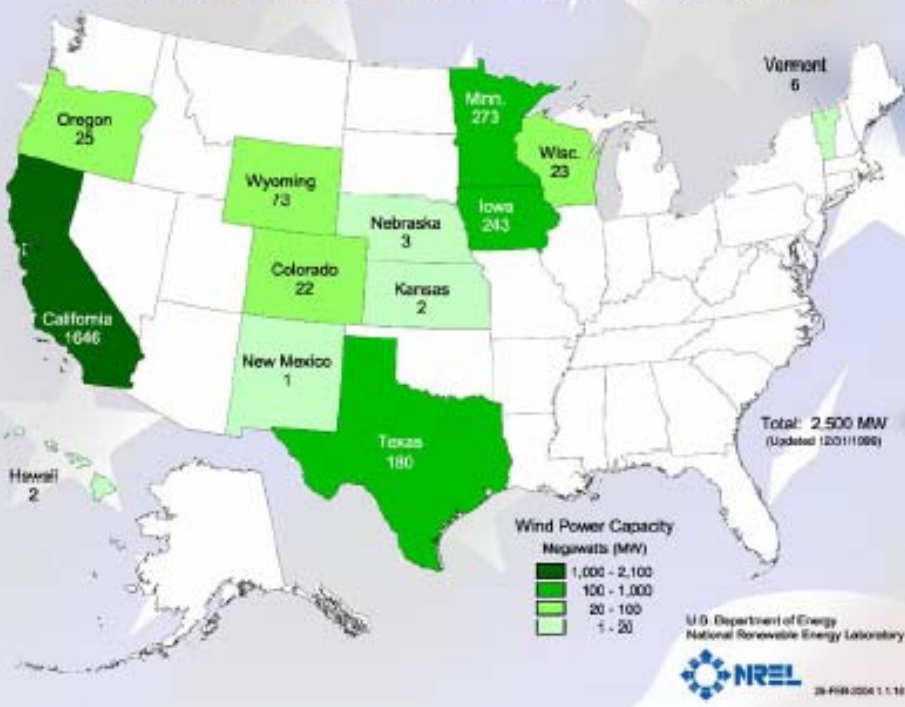 Vermont
6
Minn.
273
Oregon
25
Wisc.
23
Wyoming
73
Iowa
243
Nebraska
3
Colorado
22
Kansas
2
California
1646
New Mexico
1
Total: 2,500 MW
Texas
180
Hawaii
2
Wind Power Capacity
Megawatts (MW)
1,000 - 2,100
100 - 1,000
20 - 100
1 - 20
U.S. Department of Energy
National Renewable Energy Laboratory
NREL